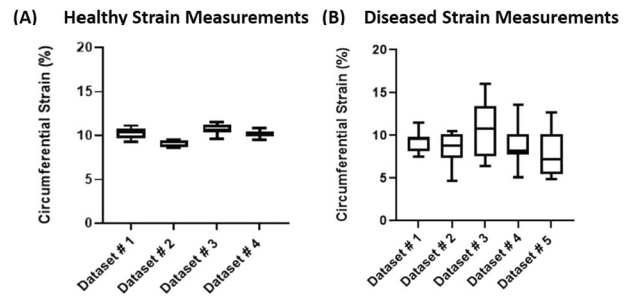 (A) Healthy Strain Measurements
Circumferential Strain (%)
20
15
10
5
0
Dataset # 1
Dataset # 2
Dataset # 3
Dataset # 4
(B) Diseased Strain Measurements
Circumferential Strain (%)
20
15
10
5
0
Dataset # 1
Dataset # 2
Dataset # 3
Dataset # 4
Dataset # 5